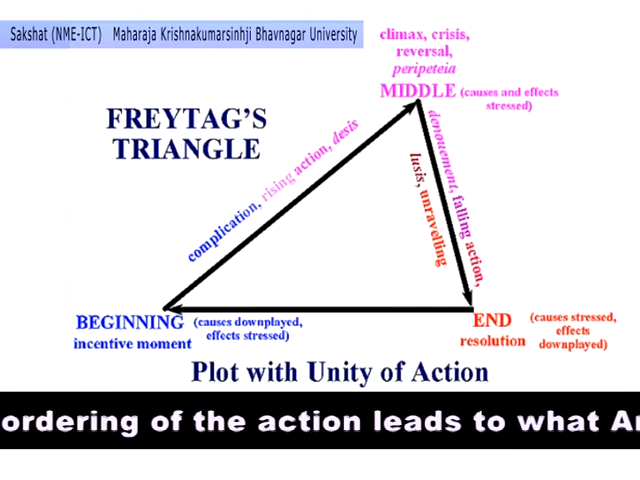 Sakshat (NME-ICT) Maharaja Krishnakumarsinhji Bhavnagar University
climax, crisis,
reversal,
peripeteia
MIDDLE (causes and effects
stressed)
FREYTAG'S
TRIANGLE
complication, rising action, desis
denouement, falling action,
lusis, unravelling
BEGINNING (causes downplayed,
effects stressed)
incentive moment
END (causes stressed,
effects
downplayed)
resolution
Plot with Unity of Action
ordering of the action leads to what Ar